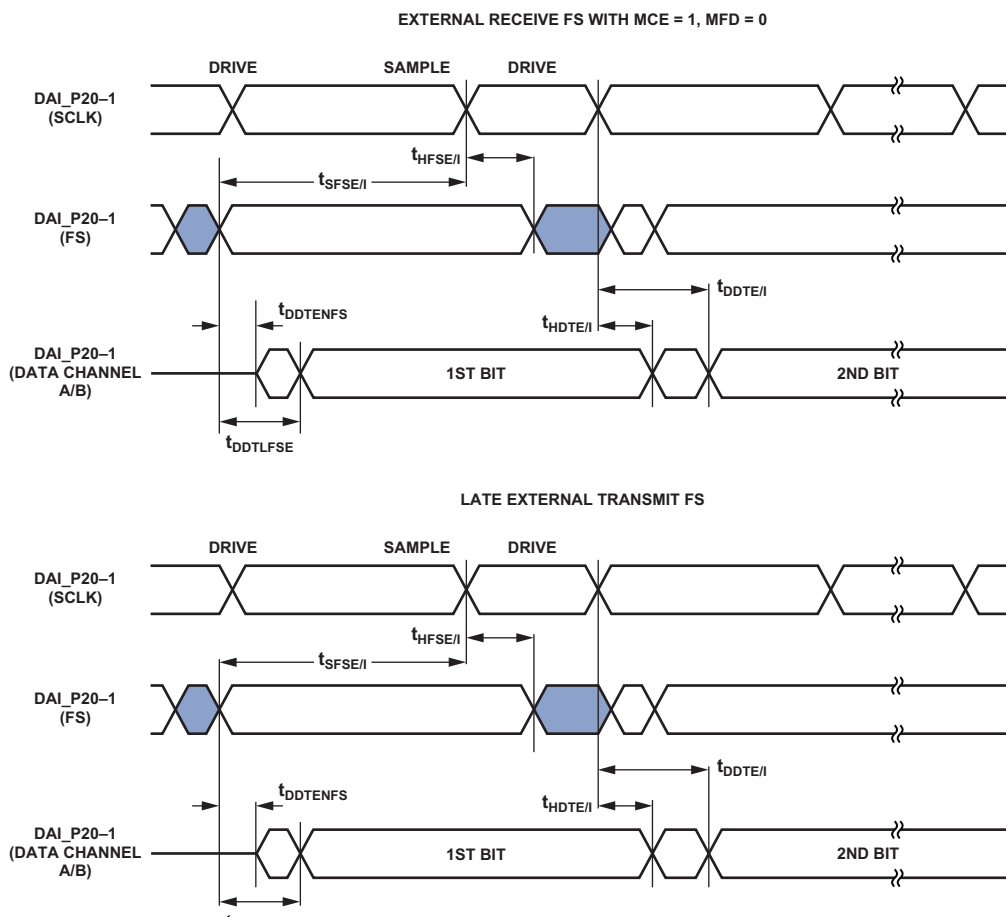 EXTERNAL RECEIVE FS WITH MCE = 1, MFD = 0
DRIVE SAMPLE DRIVE
DAI_P20–1
(SCLK)
tHFSE/I
tSFSE/I
DAI_P20–1
(FS)
tDDTE/I
tDDTENFS
tHDTE/I
DAI_P20–1
(DATA CHANNEL
A/B)
1ST BIT
2ND BIT
tDDTLFSE
LATE EXTERNAL TRANSMIT FS
DRIVE SAMPLE DRIVE
DAI_P20–1
(SCLK)
tHFSE/I
tSFSE/I
DAI_P20–1
(FS)
tDDTE/I
tDDTENFS
tHDTE/I
DAI_P20–1
(DATA CHANNEL
A/B)
1ST BIT
2ND BIT